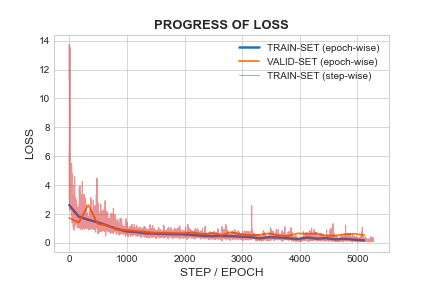 PROGRESS OF LOSS
TRAIN-SET (epoch-wise)
VALID-SET (epoch-wise)
TRAIN-SET (step-wise)
LOSS
14
12
10
8
6
4
2
0
0 1000 2000 3000 4000 5000
STEP / EPOCH